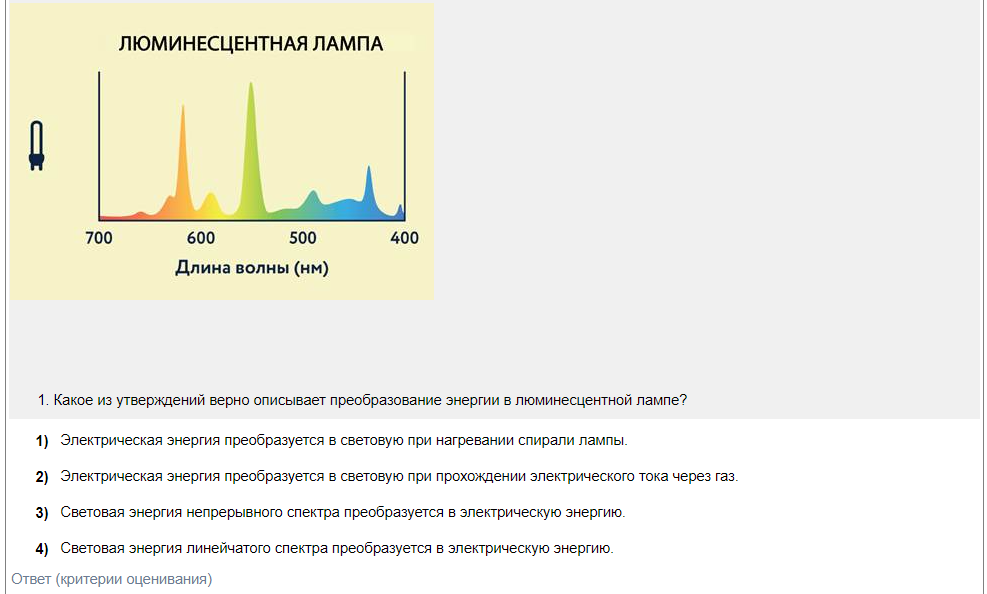 ЛЮМИНЕСЦЕНТНАЯ ЛАМПА
700 600 500 400
Длина волны (нм)
1. Какое из утверждений верно описывает преобразование энергии в люминесцентной лампе?
1) Электрическая энергия преобразуется в световую при нагревании спирали лампы.
2) Электрическая энергия преобразуется в световую при прохождении электрического тока через газ.
3) Световая энергия непрерывного спектра преобразуется в электрическую энергию.
4) Световая энергия линейчатого спектра преобразуется в электрическую энергию.
Ответ (критерии оценивания)